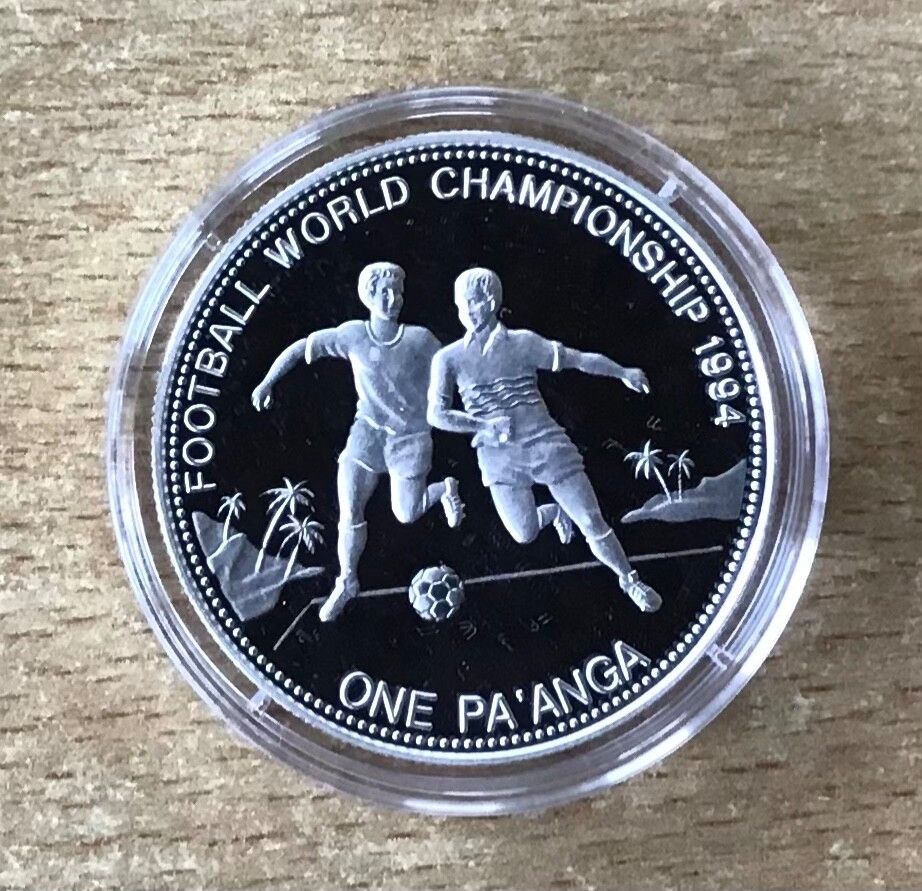 FOOTBALL WORLD CHAMPIONSHIP 1994
ONE PA'ANGA